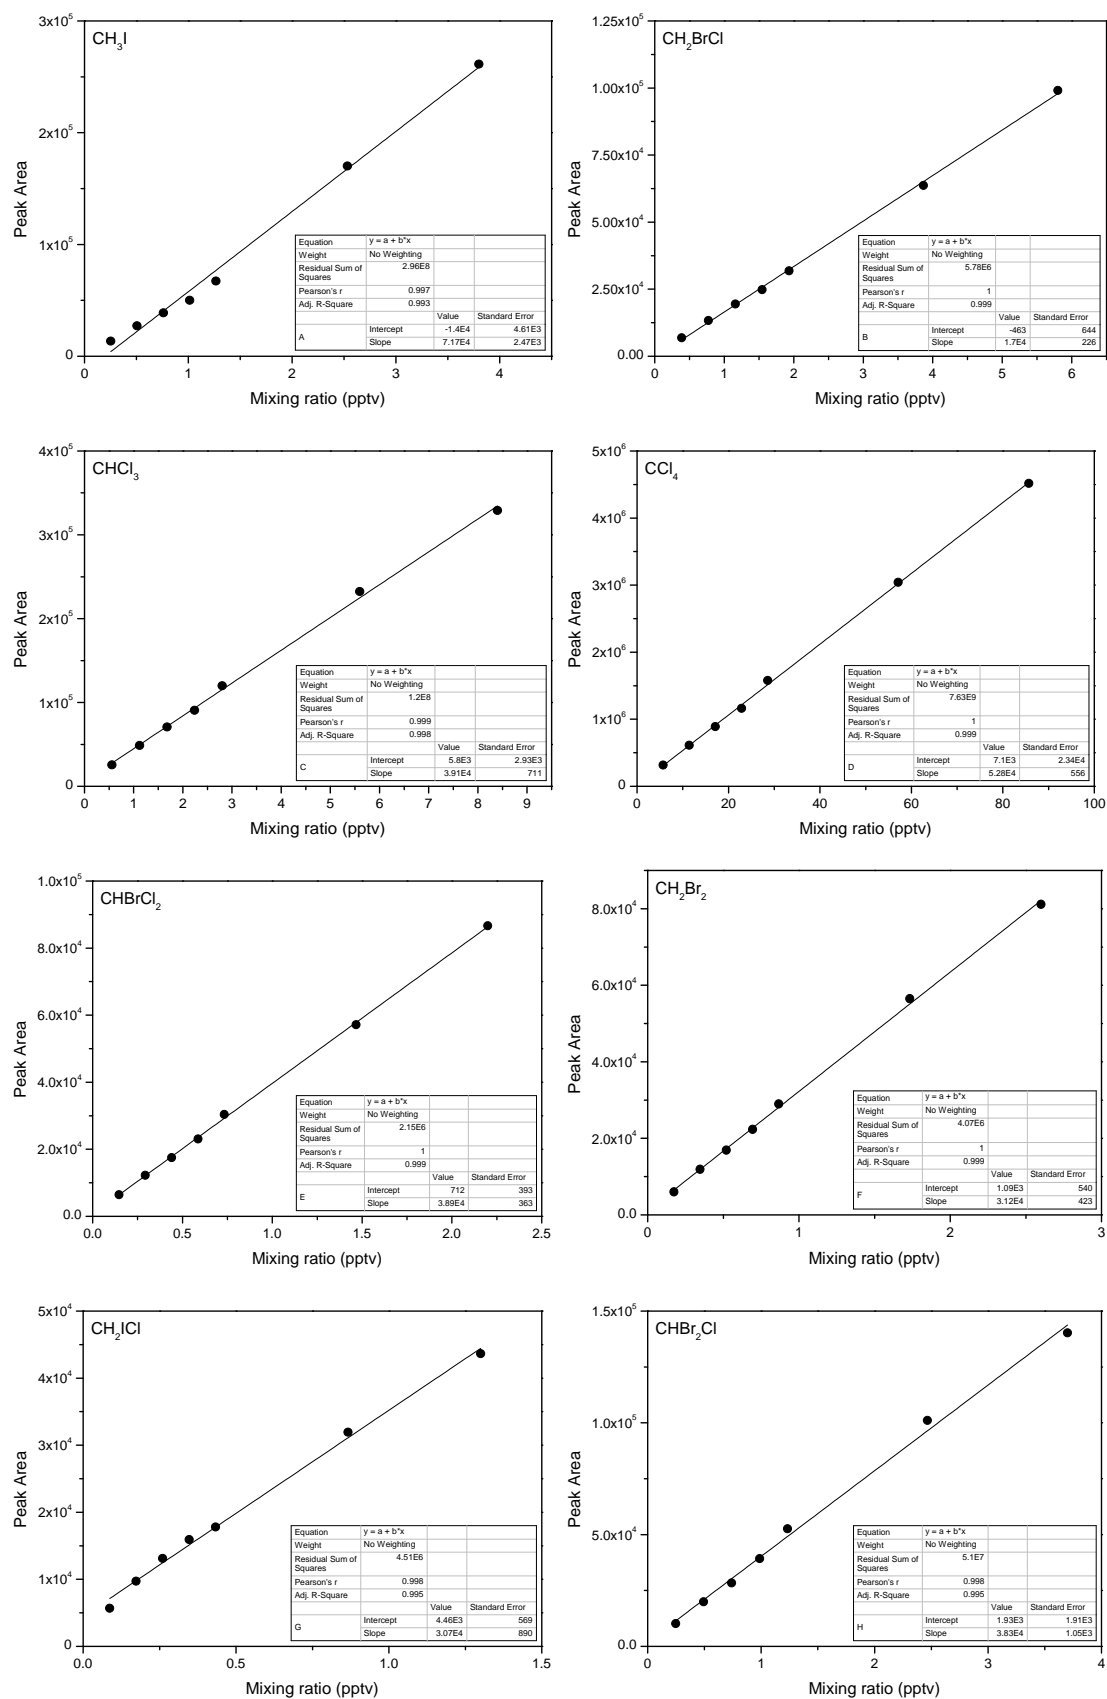 CH3I
3x10^5
2x10^5
1x10^5
0
0 1 2 3 4
Peak Area
Mixing ratio (pptv)
Equation y = a + b*x
Weight No Weighting
Residual Sum of Squares 2.96E8
Pearson's r 0.997
Adj. R-Square 0.993
Value Standard Error
A Intercept -1.4E4 4.61E3
Slope 7.17E4 2.47E3
CH2BrCl
1.25x10^5
1.00x10^5
7.50x10^4
5.00x10^4
2.50x10^4
0.00
0 1 2 3 4 5 6
Peak Area
Mixing ratio (pptv)
Equation y = a + b*x
Weight No Weighting
Residual Sum of Squares 5.78E6
Pearson's r 1
Adj. R-Square 0.999
Value Standard Error
B Intercept -463 644
Slope 1.7E4 226
CHCl3
4x10^5
3x10^5
2x10^5
1x10^5
0
0 1 2 3 4 5 6 7 8 9
Peak Area
Mixing ratio (pptv)
Equation y = a + b*x
Weight No Weighting
Residual Sum of Squares 1.2E8
Pearson's r 0.999
Adj. R-Square 0.998
Value Standard Error
C Intercept 5.8E3 2.93E3
Slope 3.91E4 711
CCl4
5x10^6
4x10^6
3x10^6
2x10^6
1x10^6
0
0 20 40 60 80 100
Peak Area
Mixing ratio (pptv)
Equation y = a + b*x
Weight No Weighting
Residual Sum of Squares 7.63E9
Pearson's r 1
Adj. R-Square 0.999
Value Standard Error
D Intercept 7.1E3 2.34E4
Slope 5.28E4 556
CHBrCl2
1.0x10^5
8.0x10^4
6.0x10^4
4.0x10^4
2.0x10^4
0.0
0.0 0.5 1.0 1.5 2.0 2.5
Peak Area
Mixing ratio (pptv)
Equation y = a + b*x
Weight No Weighting
Residual Sum of Squares 2.15E6
Pearson's r 1
Adj. R-Square 0.999
Value Standard Error
E Intercept 712 393
Slope 3.89E4 363
CH2Br2
8.0x10^4
6.0x10^4
4.0x10^4
2.0x10^4
0.0
0 1 2 3
Peak Area
Mixing ratio (pptv)
Equation y = a + b*x
Weight No Weighting
Residual Sum of Squares 4.07E6
Pearson's r 1
Adj. R-Square 0.999
Value Standard Error
F Intercept 1.09E3 540
Slope 3.12E4 423
CH2ICl
5x10^4
4x10^4
3x10^4
2x10^4
1x10^4
0
0 0.5 1.0 1.5
Peak Area
Mixing ratio (pptv)
Equation y = a + b*x
Weight No Weighting
Residual Sum of Squares 4.51E6
Pearson's r 0.998
Adj. R-Square 0.995
Value Standard Error
G Intercept 4.46E3 569
Slope 3.07E4 890
CHBr2Cl
1.5x10^5
1.0x10^5
5.0x10^4
0.0
0 1 2 3 4
Peak Area
Mixing ratio (pptv)
Equation y = a + b*x
Weight No Weighting
Residual Sum of Squares 5.1E7
Pearson's r 0.998
Adj. R-Square 0.995
Value Standard Error
H Intercept 1.93E3 1.91E3
Slope 3.83E4 1.05E3